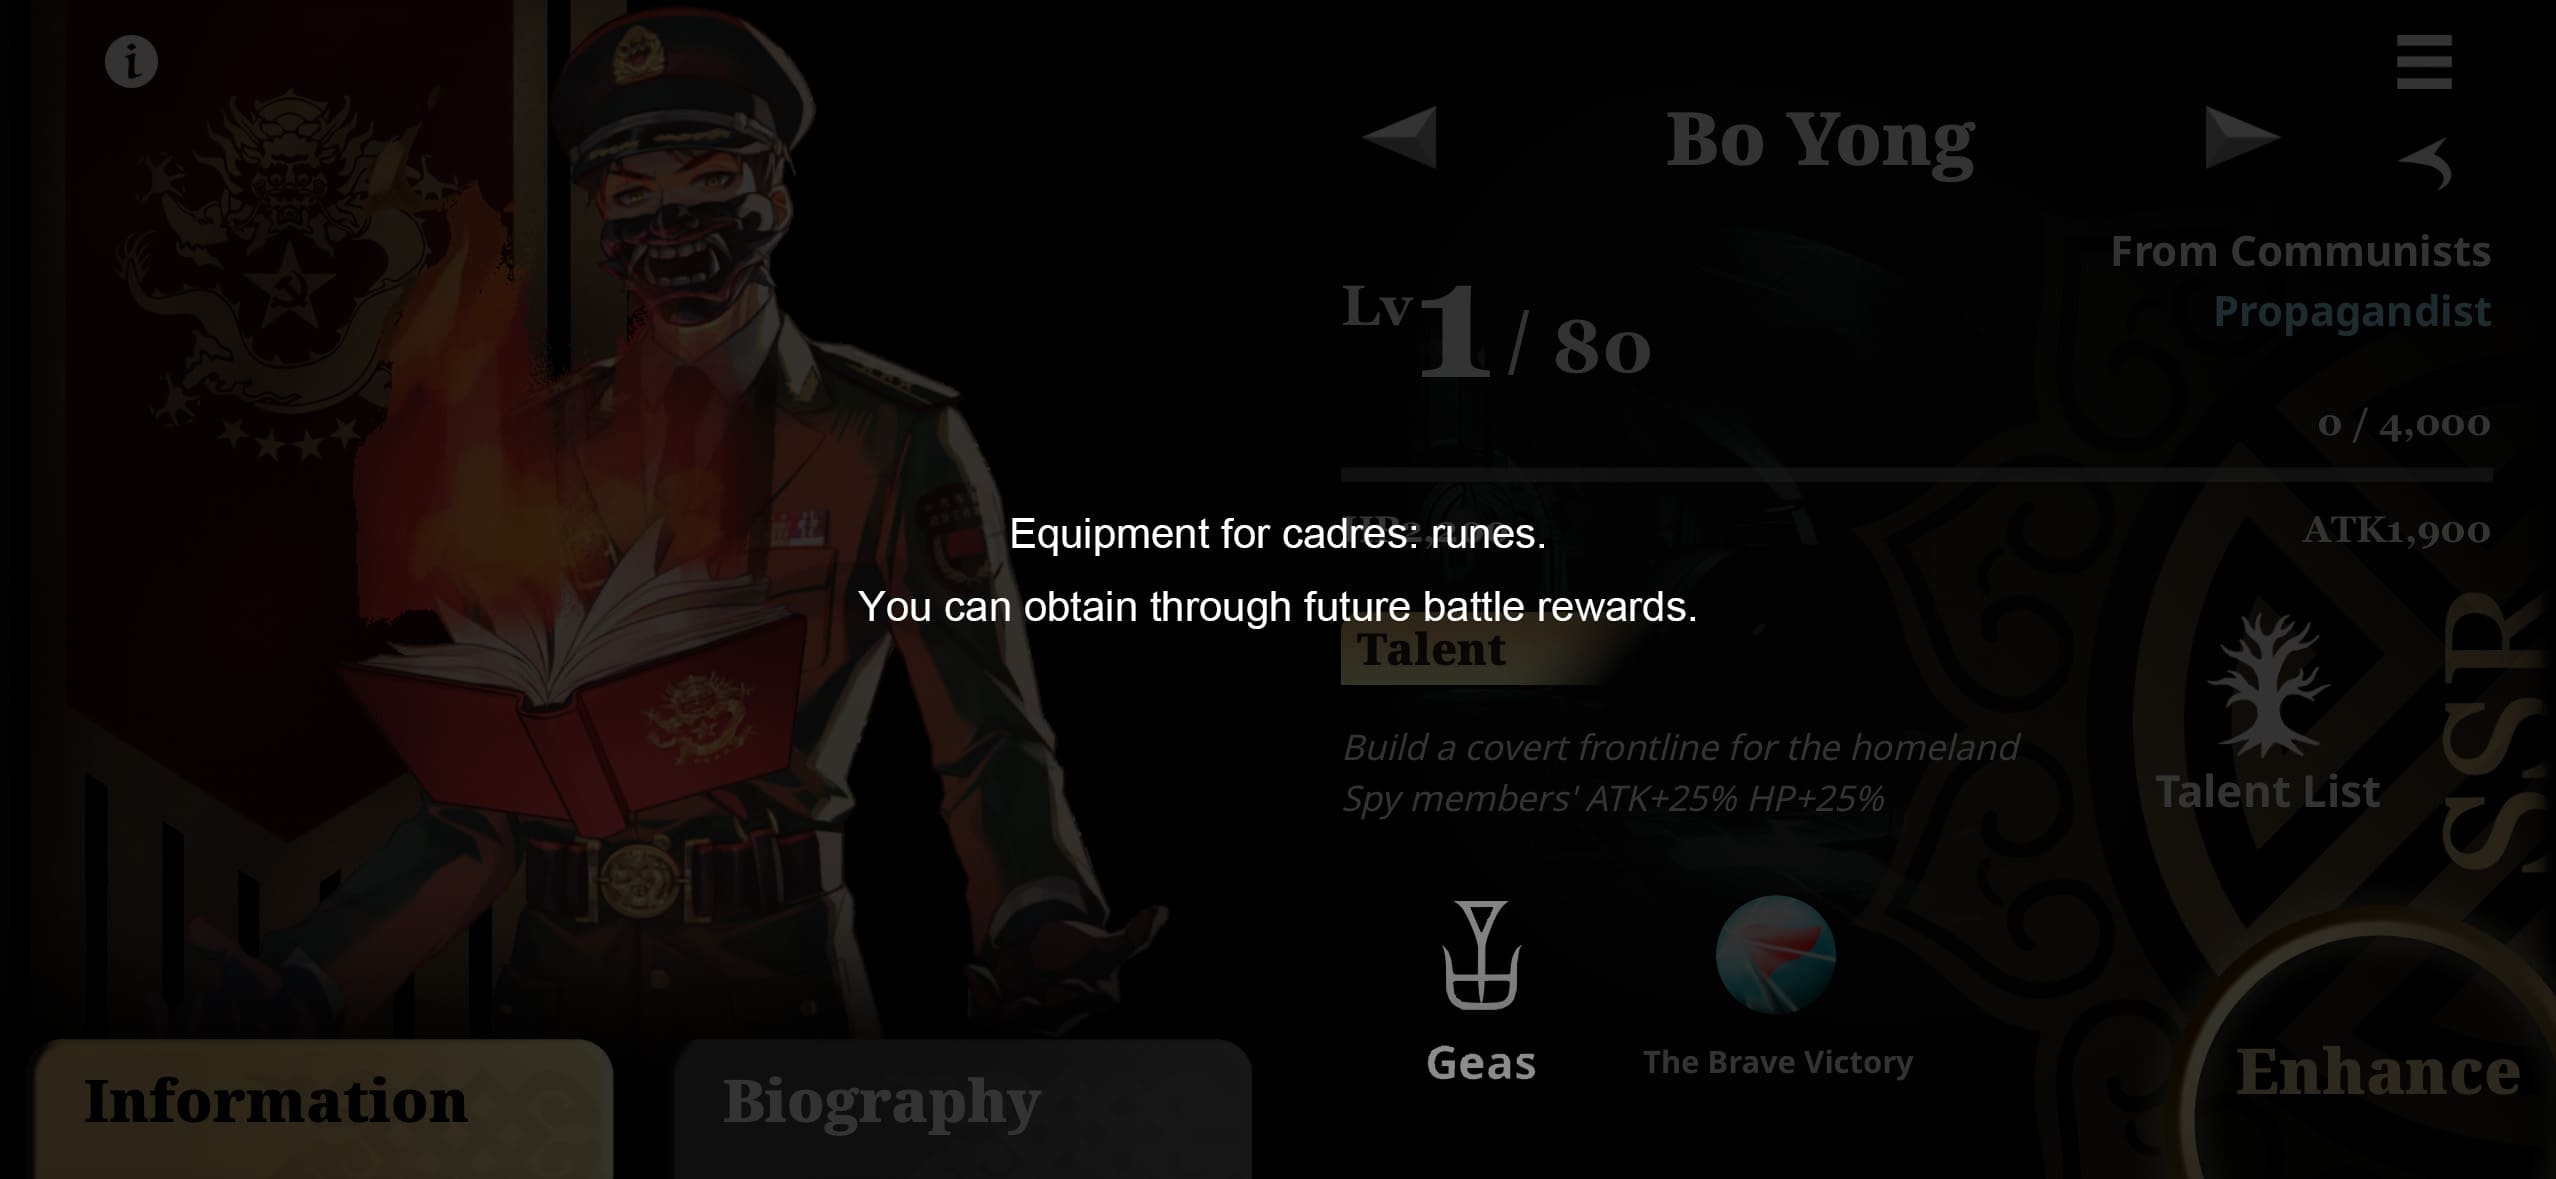 i
Bo Yong
From Communists
Propagandist
Lv 1 / 80
0 / 4,000
ATK1,900
Equipment for cadres: runes.
You can obtain through future battle rewards.
Talent
Build a covert frontline for the homeland
Spy members' ATK+25% HP+25%
Talent List
SSR
Geas
The Brave Victory
Information
Biography
Enhance